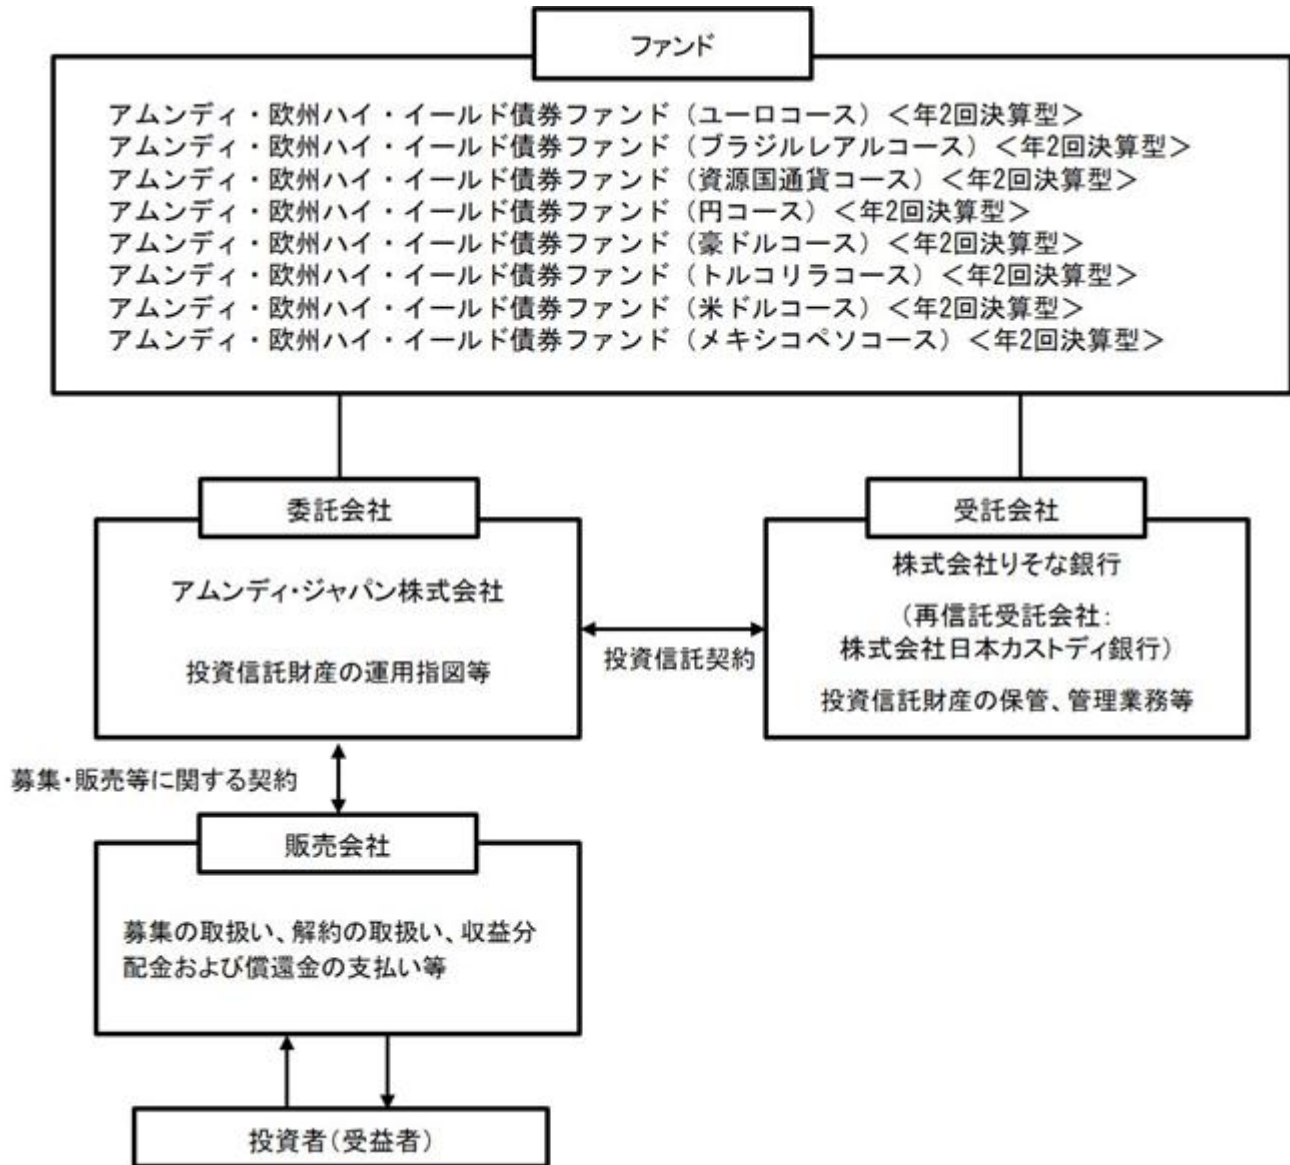 ファンド
アムンディ・欧州ハイ・イールド債券ファンド（ユーロコース）＜年2回決算型＞
アムンディ・欧州ハイ・イールド債券ファンド（ブラジルレアルコース）＜年2回決算型＞
アムンディ・欧州ハイ・イールド債券ファンド（資源国通貨コース）＜年2回決算型＞
アムンディ・欧州ハイ・イールド債券ファンド（円コース）＜年2回決算型＞
アムンディ・欧州ハイ・イールド債券ファンド（豪ドルコース）＜年2回決算型＞
アムンディ・欧州ハイ・イールド債券ファンド（トルコリラコース）＜年2回決算型＞
アムンディ・欧州ハイ・イールド債券ファンド（米ドルコース）＜年2回決算型＞
アムンディ・欧州ハイ・イールド債券ファンド（メキシコペソコース）＜年2回決算型＞
委託会社
アムンディ・ジャパン株式会社
投資信託財産の運用指図等
投資信託契約
受託会社
株式会社りそな銀行
（再信託受託会社：
株式会社日本カストディ銀行）
投資信託財産の保管、管理業務等
募集・販売等に関する契約
販売会社
募集の取扱い、解約の取扱い、収益分
配金および償還金の支払い等
投資者（受益者）